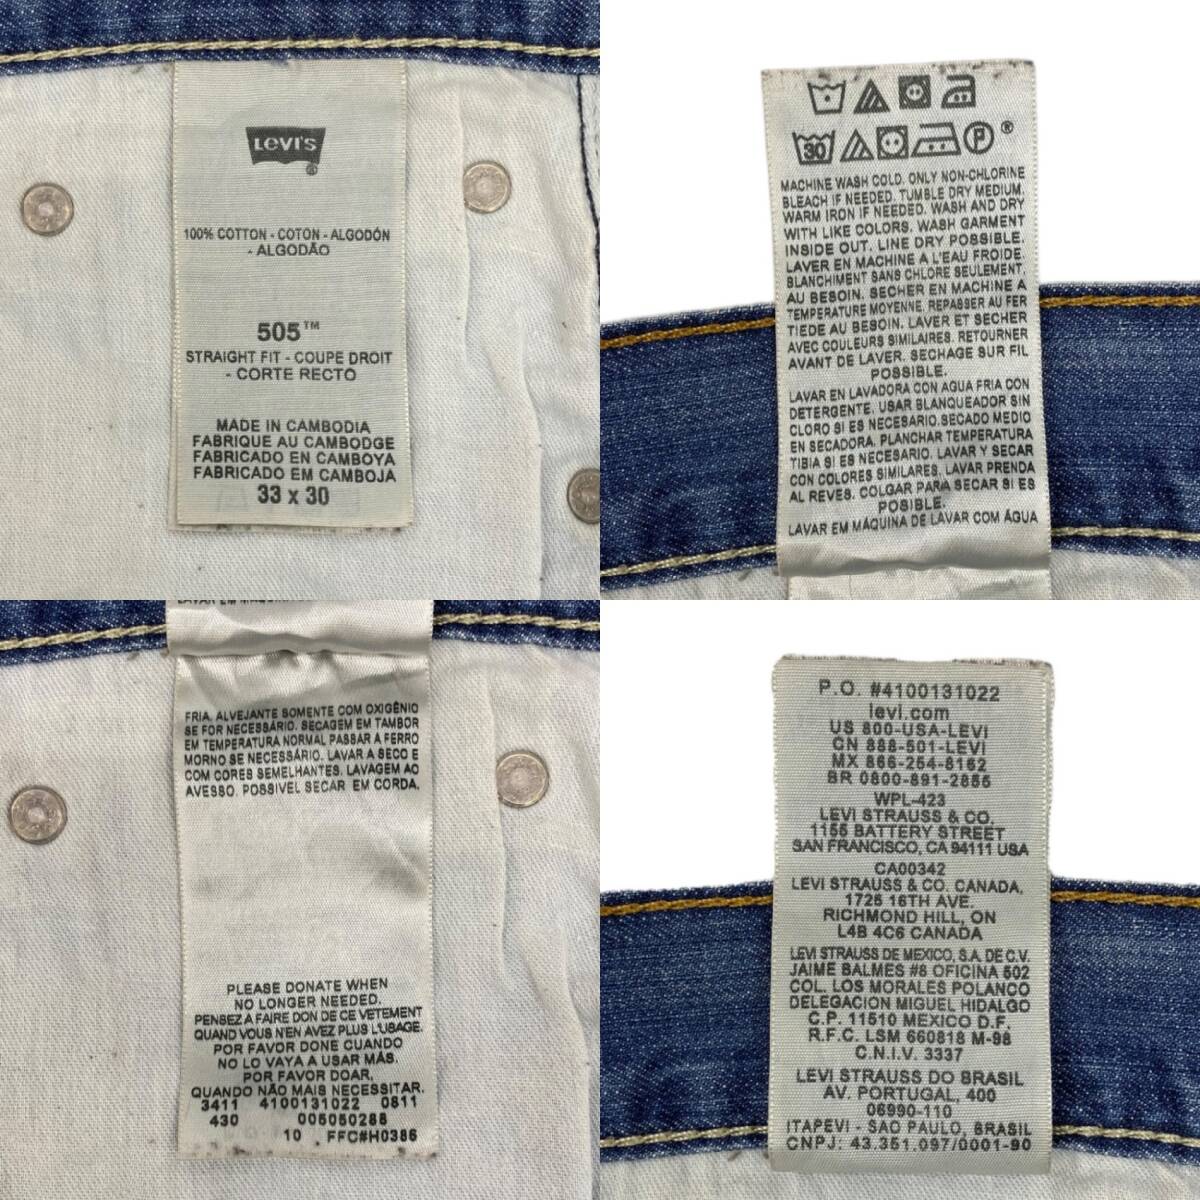 LEVI'S
®
100% COTTON - COTON - ALGODÓN
- ALGODÃO
505™
STRAIGHT FIT - COUPE DROIT
- CORTE RECTO
MADE IN CAMBODIA
FABRIQUE AU CAMBODGE
FABRICADO EN CAMBOYA
FABRICADO EM CAMBOJA
33 x 30
30 P ®
MACHINE WASH COLD. ONLY NON-CHLORINE
BLEACH IF NEEDED. TUMBLE DRY MEDIUM.
WARM IRON IF NEEDED. WASH AND DRY
WITH LIKE COLORS. WASH GARMENT
INSIDE OUT. LINE DRY POSSIBLE.
LAVER EN MACHINE A L'EAU FROIDE.
BLANCHIMENT SANS CHLORE SEULEMENT,
AU BESOIN. SECHER EN MACHINE A
TEMPERATURE MOYENNE. REPASSER AU FER
TIEDE AU BESOIN. LAVER ET SECHER
AVEC COULEURS SIMILAIRES. RETOURNER
AVANT DE LAVER. SECHAGE SUR FIL
POSSIBLE.
LAVAR EN LAVADORA CON AGUA FRIA CON
DETERGENTE. USAR BLANQUEADOR SIN
CLORO SI ES NECESARIO.SECADO MEDIO
EN SECADORA. PLANCHAR TEMPERATURA
TIBIA SI ES NECESARIO. LAVAR Y SECAR
CON COLORES SIMILARES. LAVAR PRENDA
AL REVES. COLGAR PARA SECAR SI ES
POSIBLE.
LAVAR EM MÁQUINA DE LAVAR COM ÁGUA
FRIA. ALVEJANTE SOMENTE COM OXIGÊNIO
SE FOR NECESSÁRIO. SECAGEM EM TAMBOR
EM TEMPERATURA NORMAL PASSAR A FERRO
MORNO SE NECESSÁRIO. LAVAR A SECO E
COM CORES SEMELHANTES. LAVAGEM AO
AVESSO. POSSIVEL SECAR EM CORDA.
PLEASE DONATE WHEN
NO LONGER NEEDED.
PENSEZ A FAIRE DON DE CE VETEMENT
QUAND VOUS N'EN AVEZ PLUS L'USAGE.
POR FAVOR DONE CUANDO
NO LO VAYA A USAR MÁS.
POR FAVOR DOAR,
QUANDO NÃO MAIS NECESSITAR.
3411 4100131022 0811
430 005050288
10 FFC#H0386
P.O. #4100131022
levi.com
US 800-USA-LEVI
CN 888-501-LEVI
MX 866-254-8162
BR 0800-891-2855
WPL-423
LEVI STRAUSS & CO.
1155 BATTERY STREET
SAN FRANCISCO, CA 94111 USA
CA00342
LEVI STRAUSS & CO. CANADA.
1725 16TH AVE.
RICHMOND HILL, ON
L4B 4C6 CANADA
LEVI STRAUSS DE MEXICO, S.A. DE C.V.
JAIME BALMES #8 OFICINA 502
COL. LOS MORALES POLANCO
DELEGACION MIGUEL HIDALGO
C.P. 11510 MEXICO D.F.
R.F.C. LSM 660818 M-98
C.N.I.V. 3337
LEVI STRAUSS DO BRASIL
AV. PORTUGAL, 400
06990-110
ITAPEVI - SAO PAULO, BRASIL
CNPJ: 43.351.097/0001-90